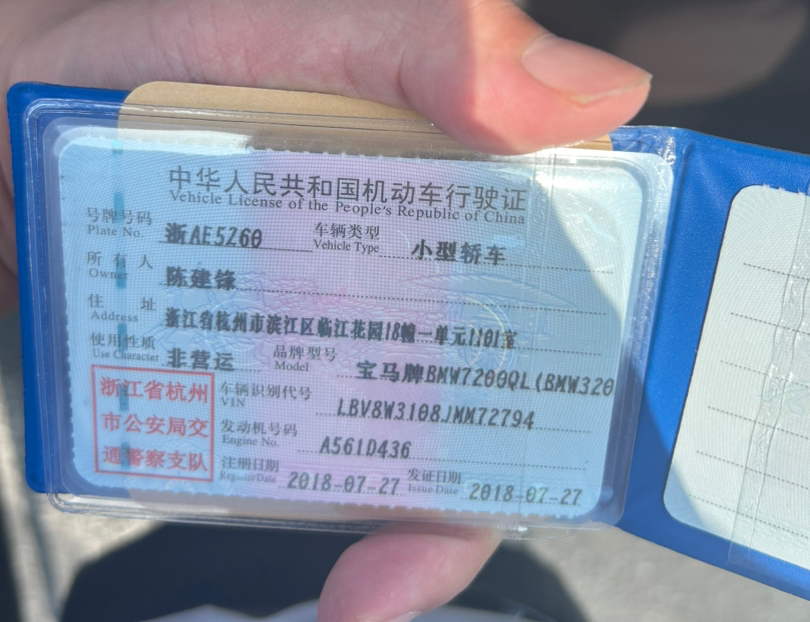 中华人民共和国机动车行驶证
Vehicle License of the People's Republic of China
号牌号码 浙AE5Z60 车辆类型 小型轿车
Plate No. Vehicle Type
所有人 陈建锋
Owner
住址 浙江省杭州市滨江区临江花园18幢一单元1101室
Address
使用性质 非营运 品牌型号 宝马牌BMW7200QL(BMW320
Use Character Model
浙江省杭州
市公安局交
通警察支队
车辆识别代号 LBV8W3108JMM72794
VIN
发动机号码 A561D436
Engine No.
注册日期 2018-07-27 发证日期 2018-07-27
Register Date Issue Date